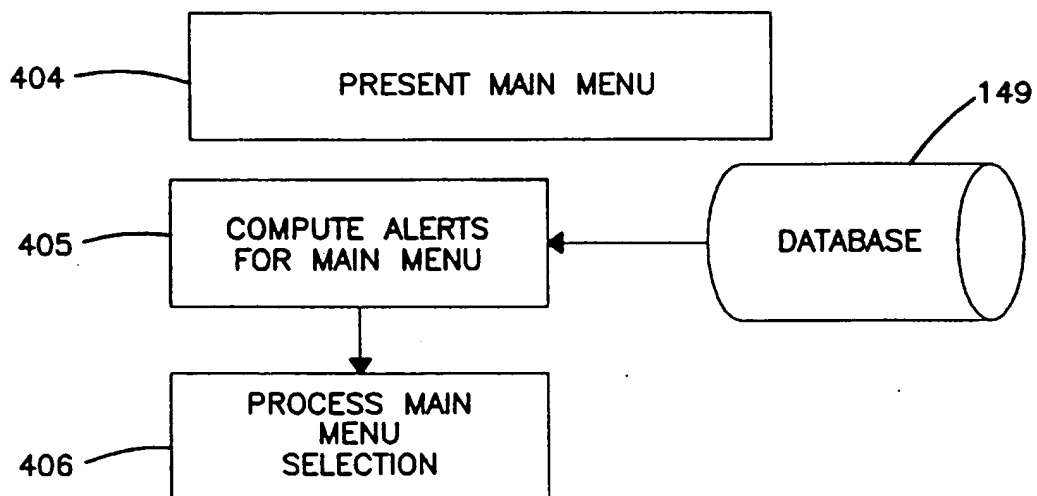 404
PRESENT MAIN MENU
149
405
COMPUTE ALERTS
FOR MAIN MENU
DATABASE
406
PROCESS MAIN
MENU
SELECTION